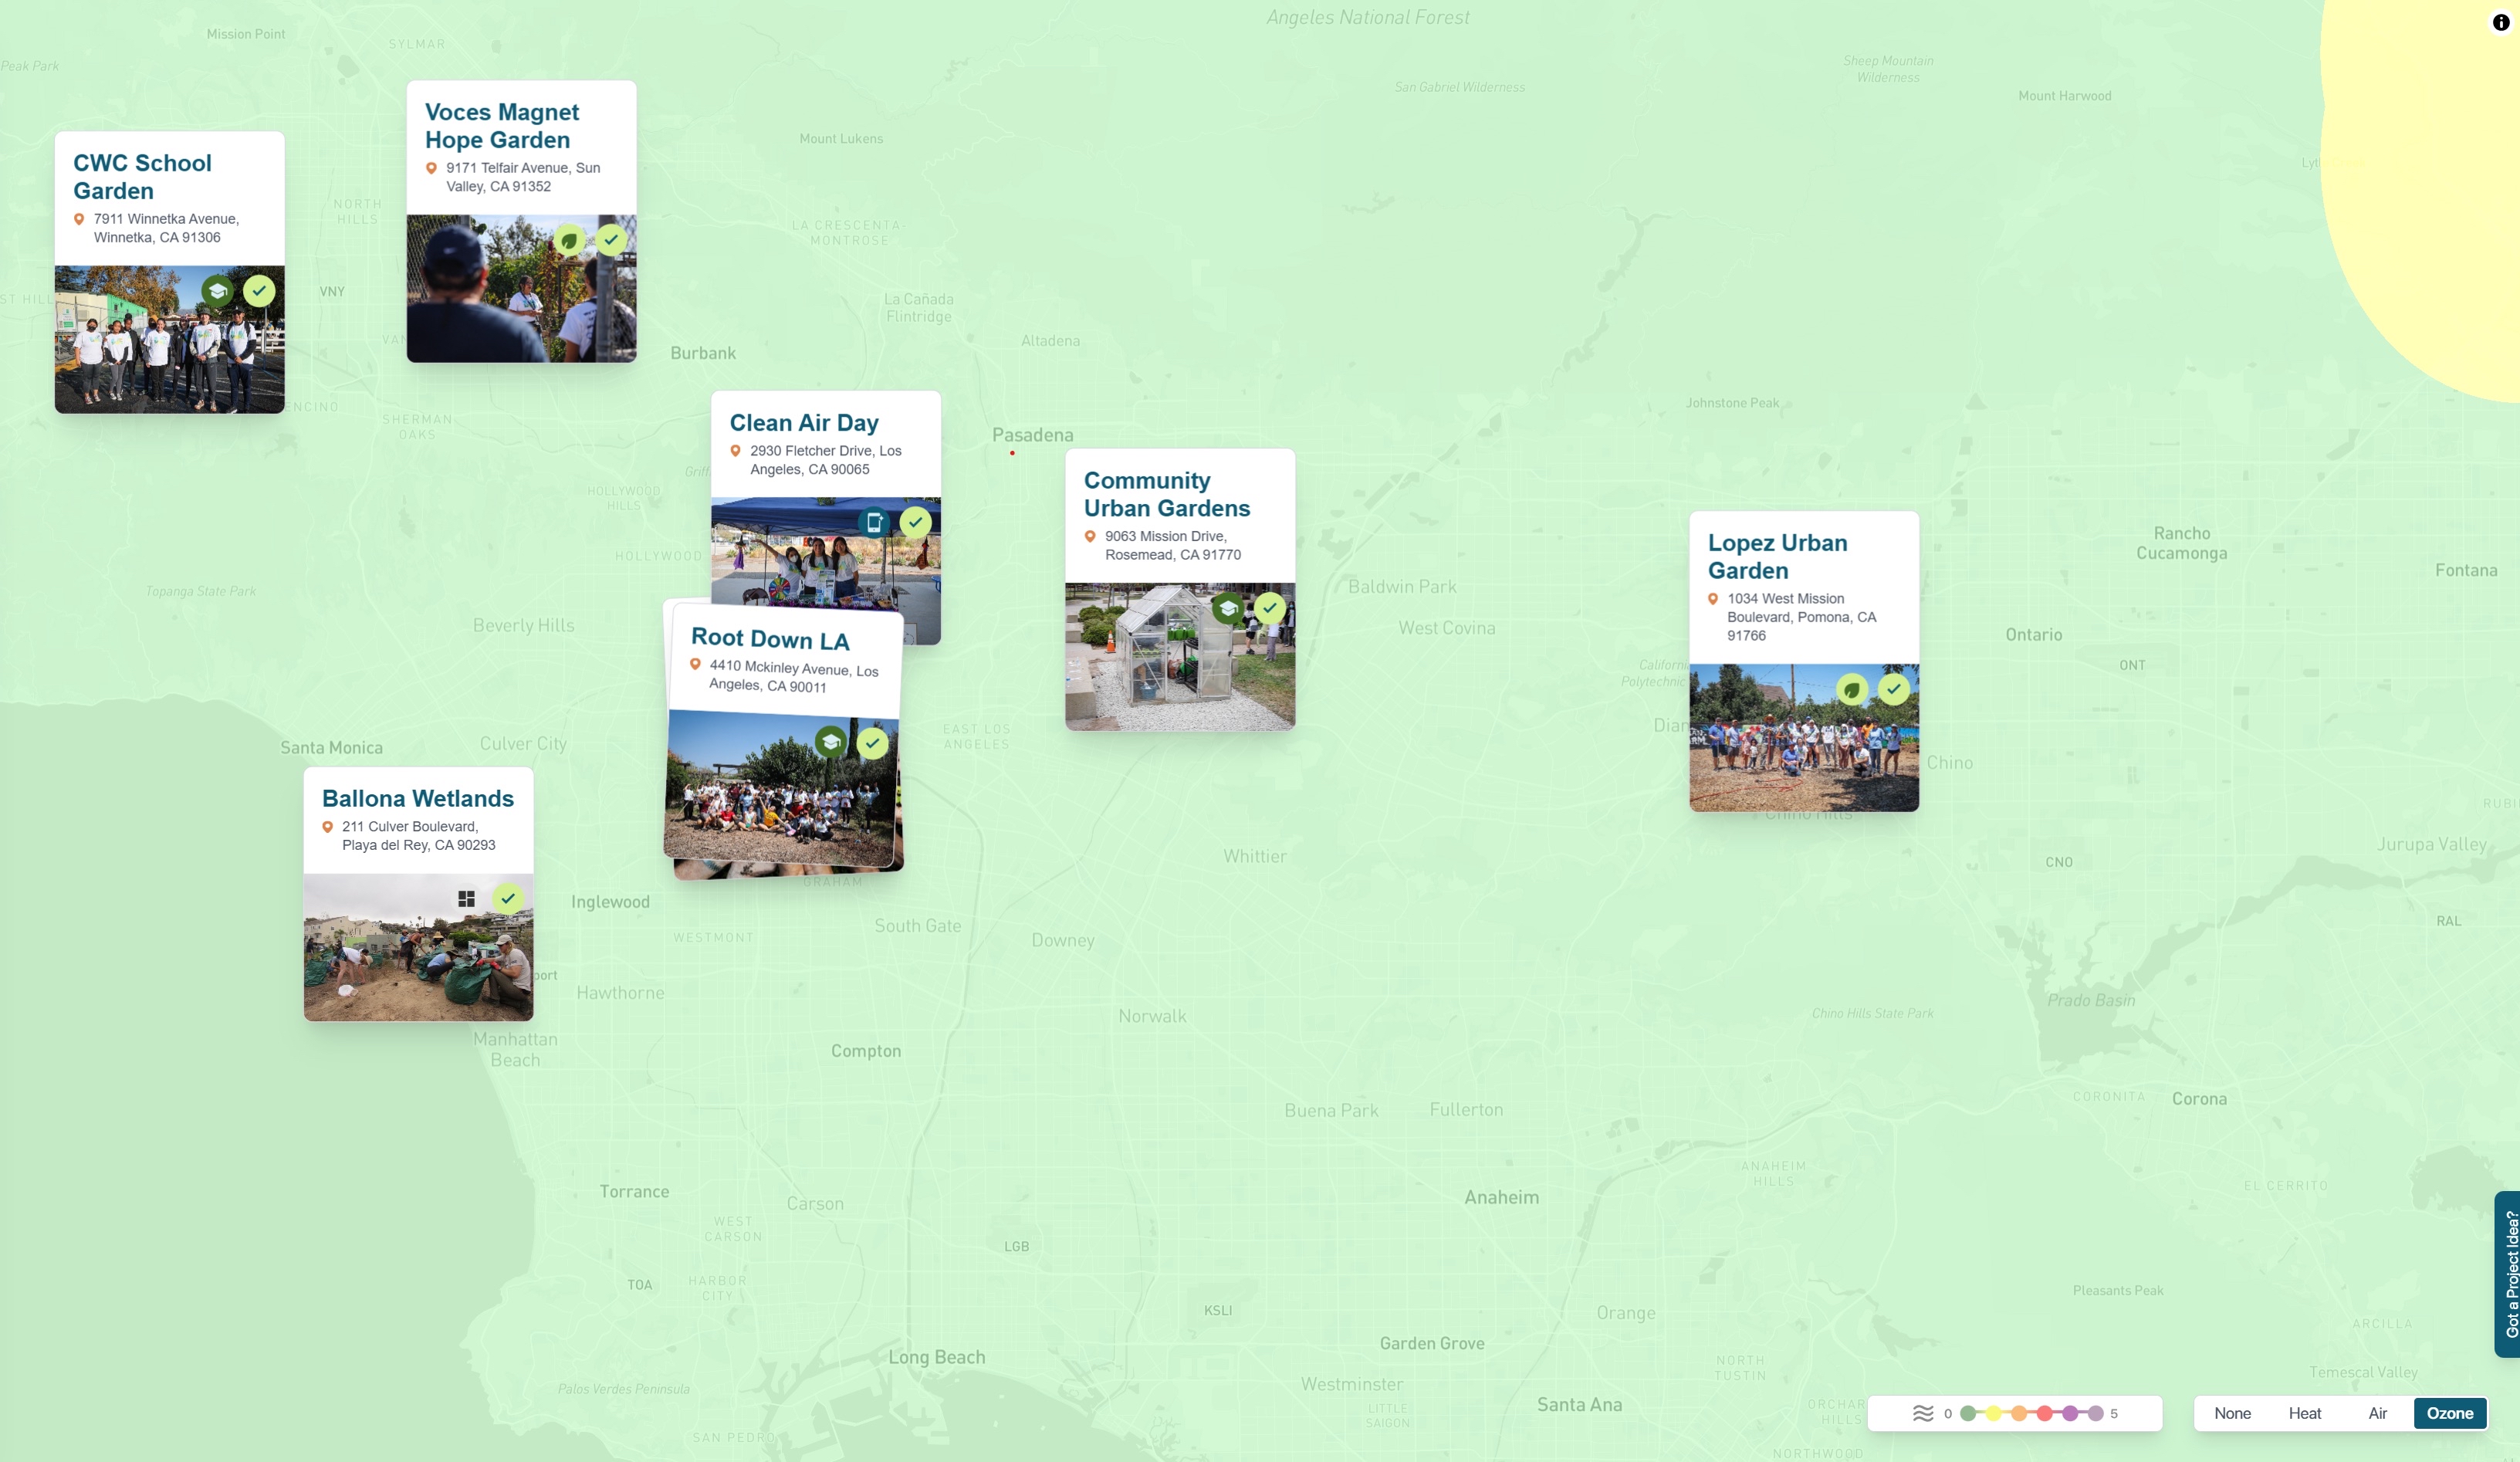 Angeles National Forest
Mission Point
SYLMAR
Peak Park
Sheep Mountain
Wilderness
San Gabriel Wilderness
Mount Harwood
Mount Lukens
Voces Magnet
Hope Garden
9171 Telfair Avenue, Sun
Valley, CA 91352
CWC School
Garden
7911 Winnetka Avenue,
Winnetka, CA 91306
NORTH
HILLS
LA CRESCENTA-
MONTROSE
VNY
La Cañada
Flintridge
Altadena
Burbank
ENCINO
SHERMAN
OAKS
Johnstone Peak
Clean Air Day
2930 Fletcher Drive, Los
Angeles, CA 90065
Pasadena
HOLLYWOOD
HILLS
Community
Urban Gardens
9063 Mission Drive,
Rosemead, CA 91770
Rancho
Cucamonga
Fontana
HOLLYWOOD
Lopez Urban
Garden
1034 West Mission
Boulevard, Pomona, CA
91766
Topanga State Park
Baldwin Park
Beverly Hills
West Covina
Ontario
ONT
Root Down LA
4410 Mckinley Avenue, Los
Angeles, CA 90011
California
Polytechnic
EAST LOS
ANGELES
Santa Monica
Culver City
Chino
Ballona Wetlands
211 Culver Boulevard,
Playa del Rey, CA 90293
Chino Hills
Jurupa Valley
Whittier
CNO
GRAHAM
Inglewood
South Gate
WESTMONT
Downey
RAL
port
Hawthorne
Norwalk
Prado Basin
Chino Hills State Park
Manhattan
Beach
Compton
Buena Park
Fullerton
CORONITA
Corona
ANAHEIM
HILLS
EL CERRITO
Torrance
Carson
Anaheim
WEST
CARSON
LGB
TOA
HARBOR
CITY
KSLI
Orange
Pleasants Peak
ARCILLA
Got a Project Idea?
Garden Grove
Long Beach
NORTH
TUSTIN
Temescal Valley
Palos Verdes Peninsula
Westminster
Santa Ana
LITTLE
SAIGON
ORCHAR
HILLS
0
5
None
Heat
Air
Ozone
SAN PEDRO
NORTHWOOD